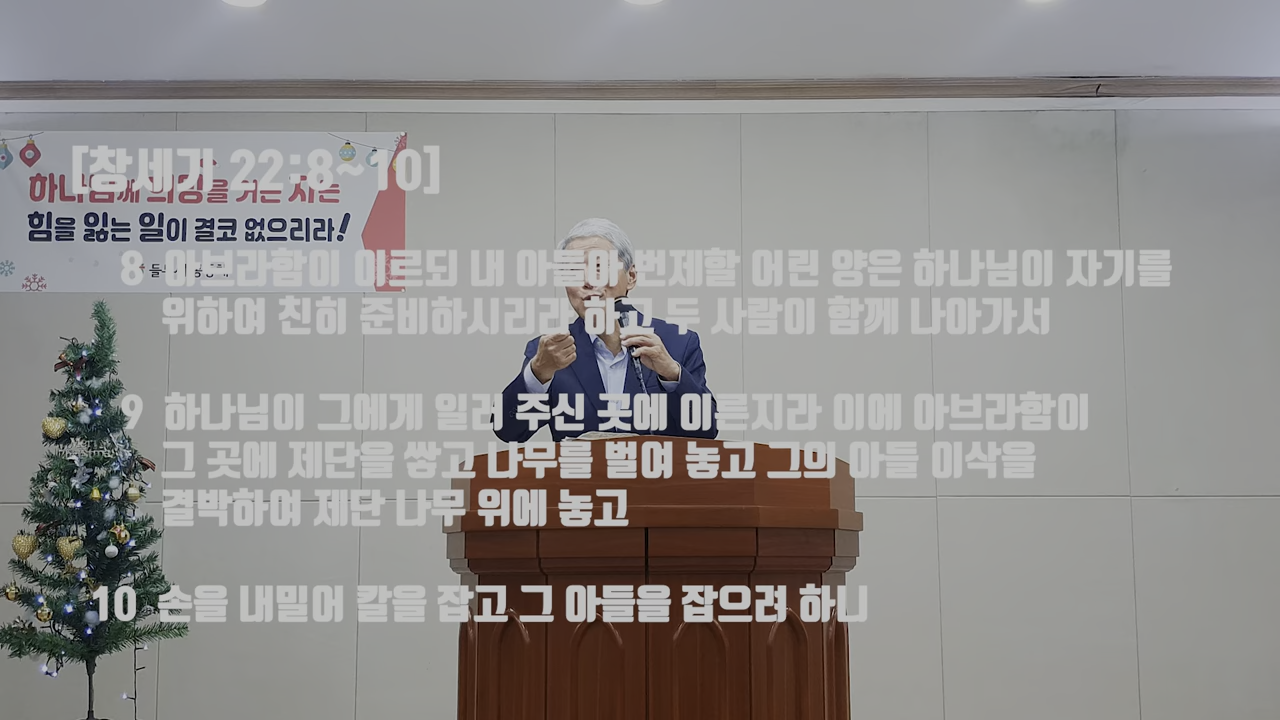 [창세기 22:8~10]
하나님께 희망을 거는 자는
힘을 잃는 일이 결코 없으리라!
8 아브라함이 이르되 내 아들아 번제할 어린 양은 하나님이 자기를
위하여 친히 준비하시리라 하고 두 사람이 함께 나아가서
9 하나님이 그에게 일러 주신 곳에 이른지라 이에 아브라함이
그 곳에 제단을 쌓고 나무를 벌여 놓고 그의 아들 이삭을
결박하여 제단 나무 위에 놓고
10 손을 내밀어 칼을 잡고 그 아들을 잡으려 하니